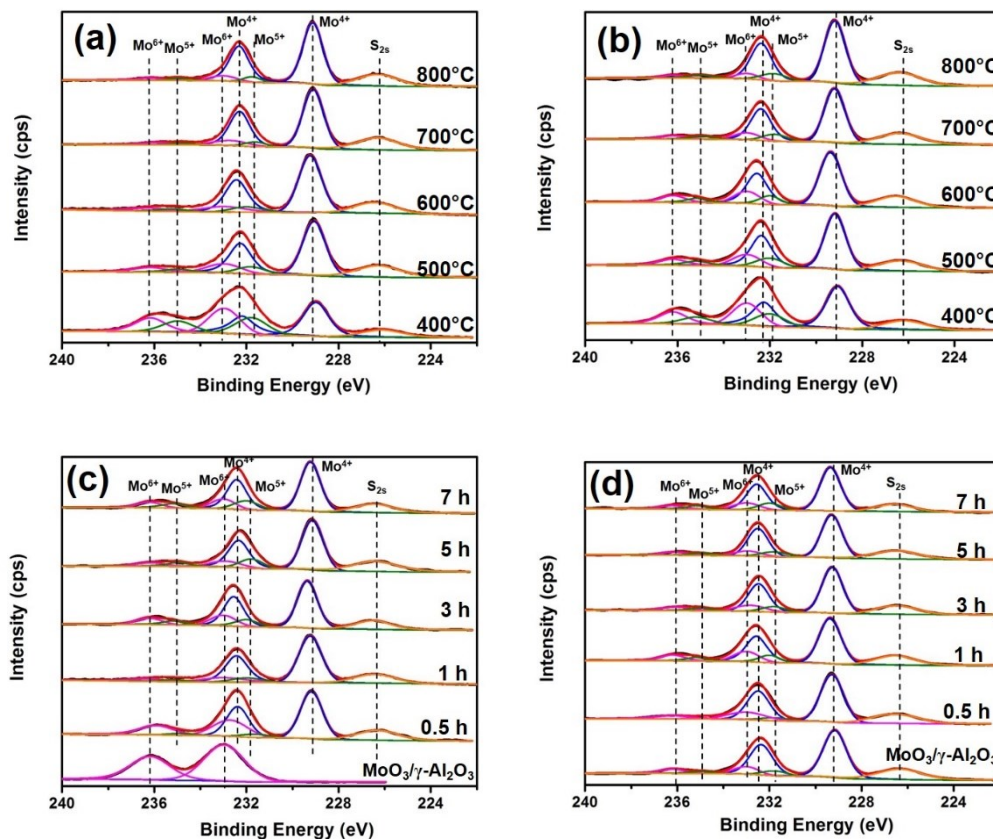 (a)
Mo⁴⁺
Mo⁴⁺
Mo⁶⁺ Mo⁵⁺ Mo⁶⁺ Mo⁵⁺ S₂ₛ
800°C
700°C
600°C
500°C
400°C
240 236 232 228 224
Binding Energy (eV)
Intensity (cps)
(b)
Mo⁴⁺
Mo⁴⁺
Mo⁶⁺ Mo⁵⁺ Mo⁶⁺ Mo⁵⁺ S₂ₛ
800°C
700°C
600°C
500°C
400°C
240 236 232 228 224
Binding Energy (eV)
Intensity (cps)
(c)
Mo⁴⁺ Mo⁴⁺
Mo⁶⁺ Mo⁵⁺ Mo⁶⁺ Mo⁵⁺ S₂ₛ
7 h
5 h
3 h
1 h
0.5 h
MoO₃/γ-Al₂O₃
240 236 232 228 224
Binding Energy (eV)
Intensity (cps)
(d)
Mo⁴⁺ Mo⁴⁺
Mo⁶⁺ Mo⁵⁺ Mo⁶⁺ Mo⁵⁺ S₂ₛ
7 h
5 h
3 h
1 h
0.5 h
MoO₃/γ-Al₂O₃
240 236 232 228 224
Binding Energy (eV)
Intensity (cps)